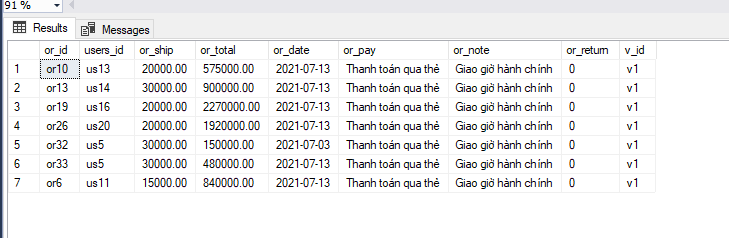 91 %
Results Messages
or_id users_id or_ship or_total or_date or_pay or_note or_return v_id
1 or10 us13 20000.00 575000.00 2021-07-13 Thanh toán qua thẻ Giao giờ hành chính 0 v1
2 or13 us14 30000.00 900000.00 2021-07-13 Thanh toán qua thẻ Giao giờ hành chính 0 v1
3 or19 us16 20000.00 2270000.00 2021-07-13 Thanh toán qua thẻ Giao giờ hành chính 0 v1
4 or26 us20 20000.00 1920000.00 2021-07-13 Thanh toán qua thẻ Giao giờ hành chính 0 v1
5 or32 us5 30000.00 150000.00 2021-07-03 Thanh toán qua thẻ Giao giờ hành chính 0 v1
6 or33 us5 30000.00 480000.00 2021-07-13 Thanh toán qua thẻ Giao giờ hành chính 0 v1
7 or6 us11 15000.00 840000.00 2021-07-13 Thanh toán qua thẻ Giao giờ hành chính 0 v1